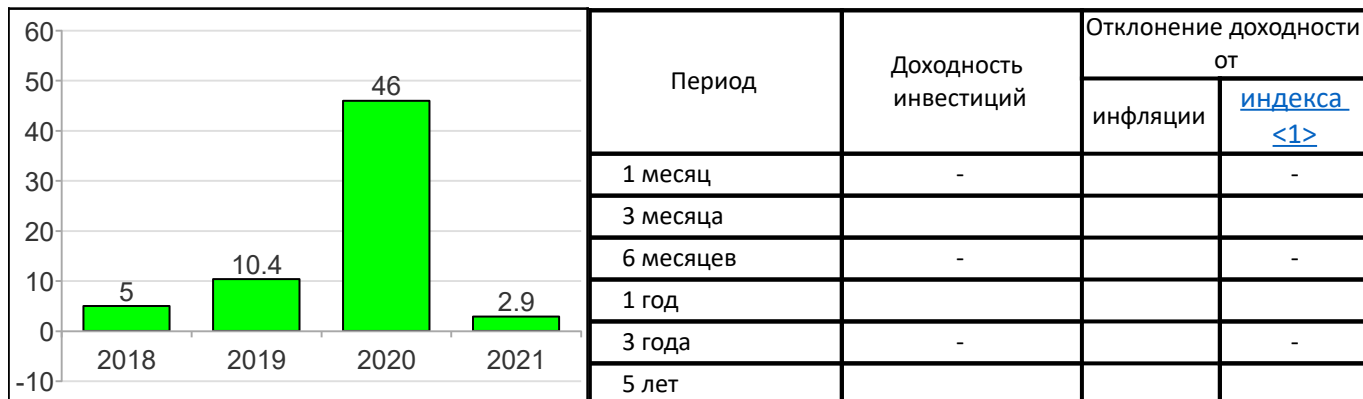 60
50
40
30
20
10
0
-10
5
10.4
46
2.9
2018 2019 2020 2021
Период
Доходность
инвестиций
Отклонение доходности
от
инфляции
индекса
<1>
1 месяц - -
3 месяца
6 месяцев - -
1 год
3 года - -
5 лет